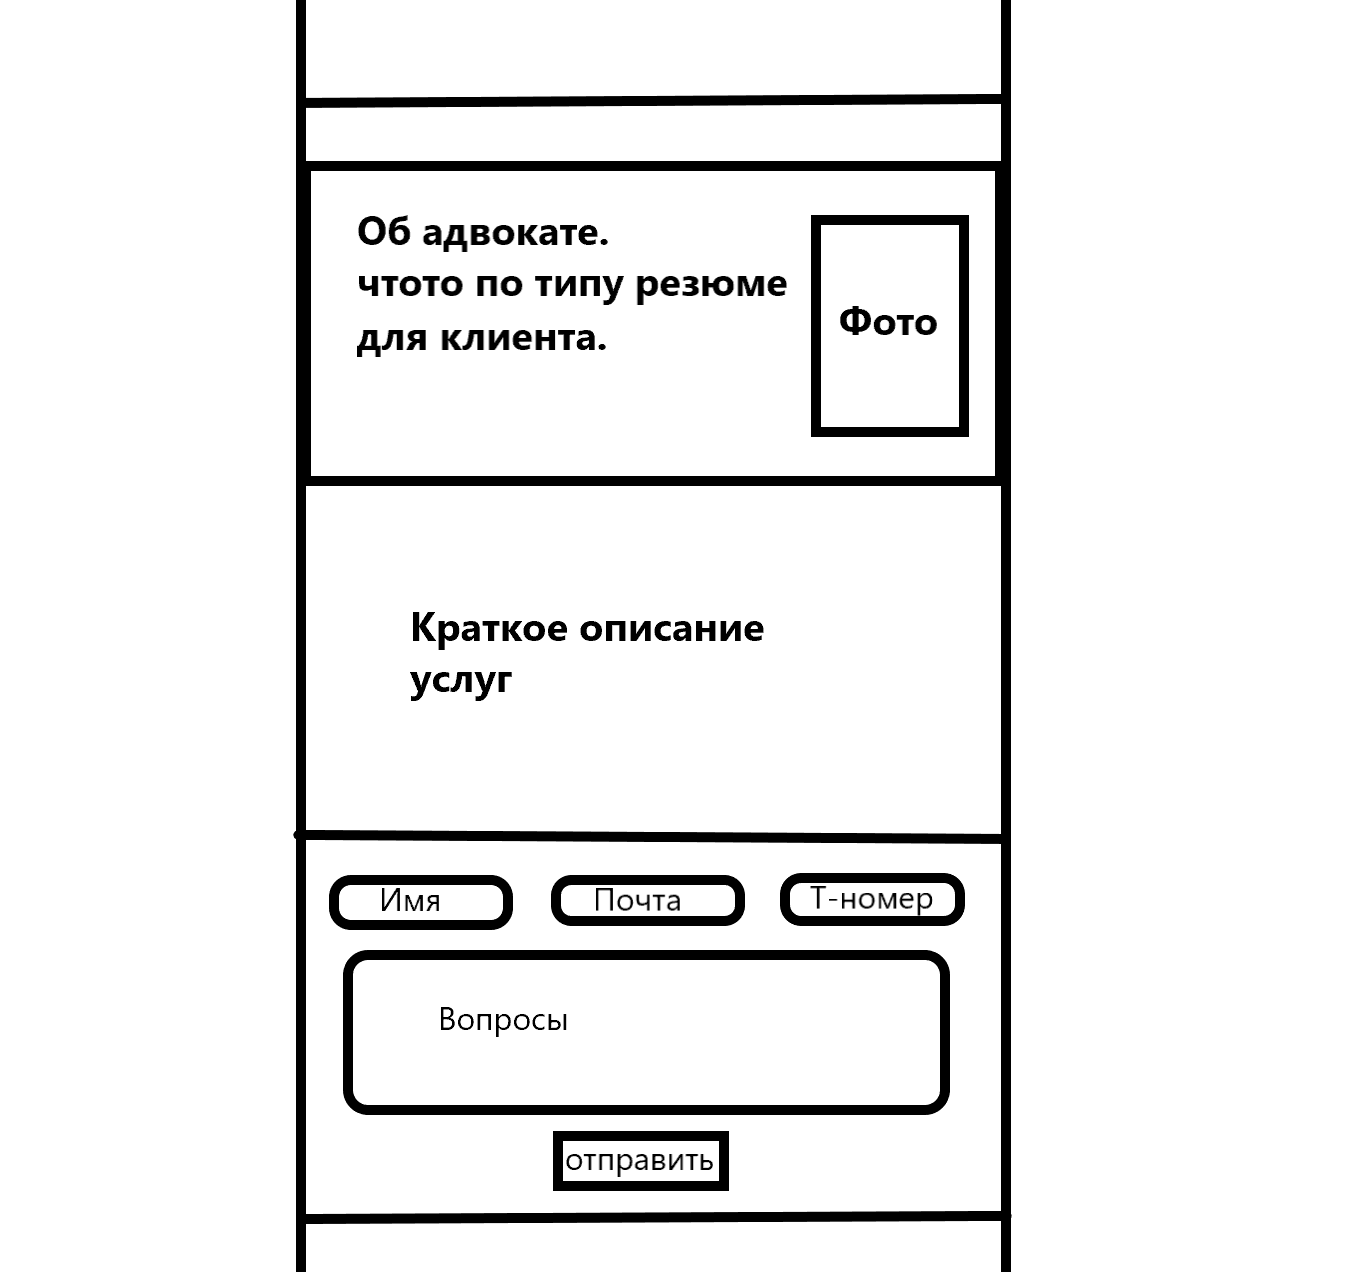 Об адвокате.
чтото по типу резюме
для клиента.
Фото
Краткое описание
услуг
Имя
Почта
Т-номер
Вопросы
отправить